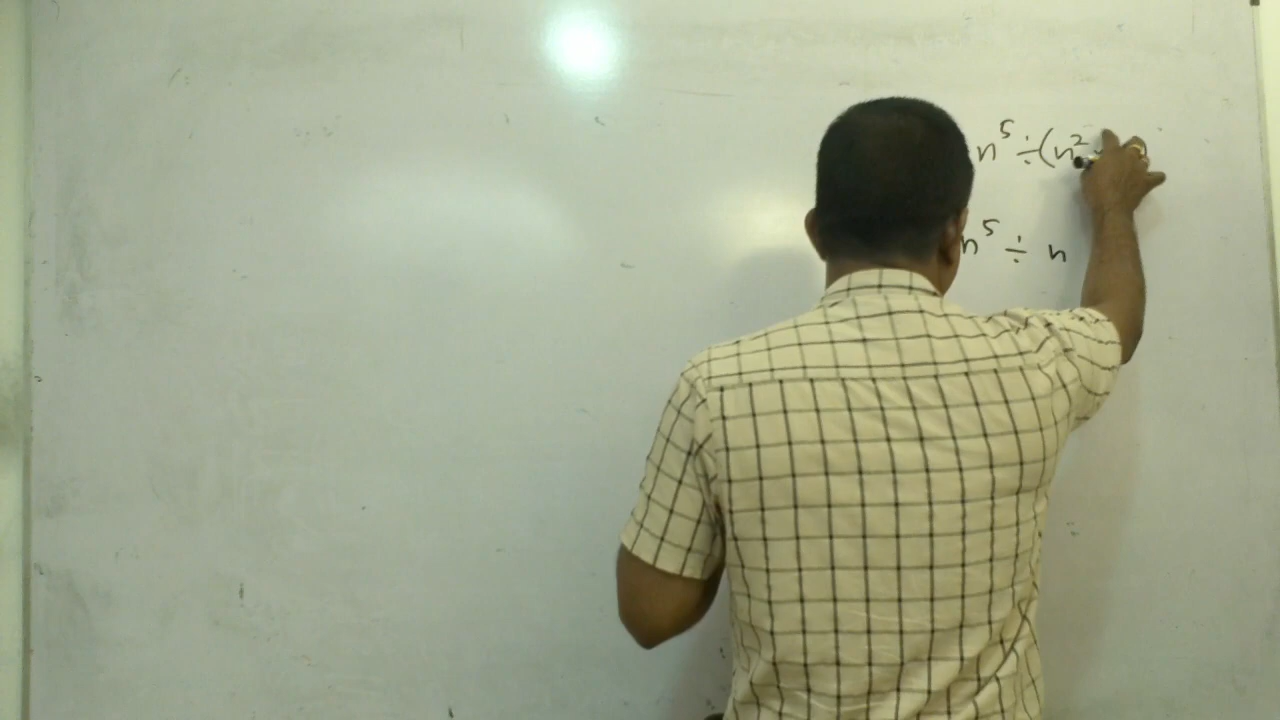 n⁵ ÷ (n²
n⁵ ÷ n